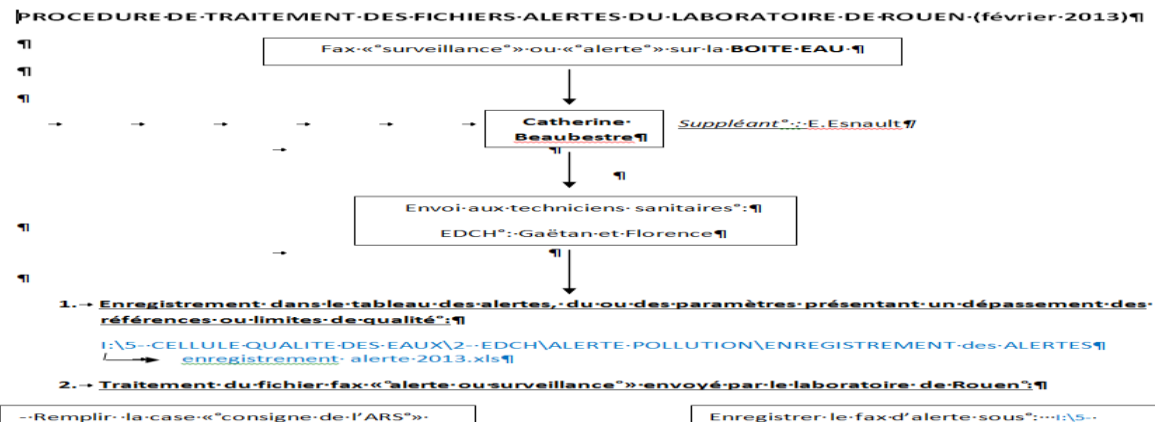 PROCEDURE DE TRAITEMENT DES FICHIERS ALERTES DU LABORATOIRE DE ROUEN (février 2013)¶
Fax «°surveillance°» ou «°alerte°» sur la BOITE EAU ¶
Catherine
Beaubestre¶
Suppléant° : E.Esnault¶
Envoi aux techniciens sanitaires° :¶
EDCH° : Gaëtan et Florence¶
1.→ Enregistrement dans le tableau des alertes, du ou des paramètres présentant un dépassement des
références ou limites de qualité° :¶
I:\5--CELLULE QUALITE DES EAUX\2--EDCH\ALERTE POLLUTION\ENREGISTREMENT des ALERTES¶
enregistrement alerte 2013.xls¶
2.→ Traitement du fichier fax «°alerte ou surveillance°» envoyé par le laboratoire de Rouen° :¶
- Remplir la case «°consigne de l'ARS°»
Enregistrer le fax d'alerte sous° : I:\5--